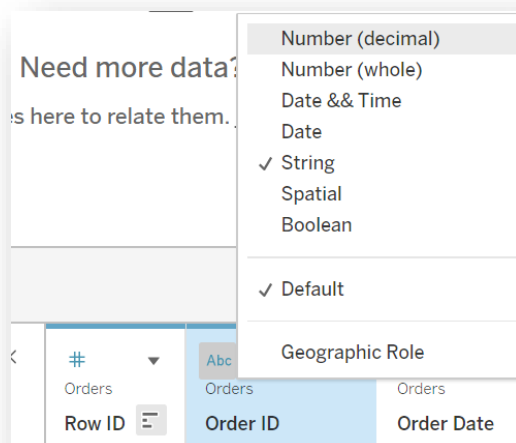 Need more data?
es here to relate them.
Number (decimal)
Number (whole)
Date && Time
Date
String
Spatial
Boolean
Default
Geographic Role
#
Abc
Orders
Orders
Orders
Row ID
Order ID
Order Date